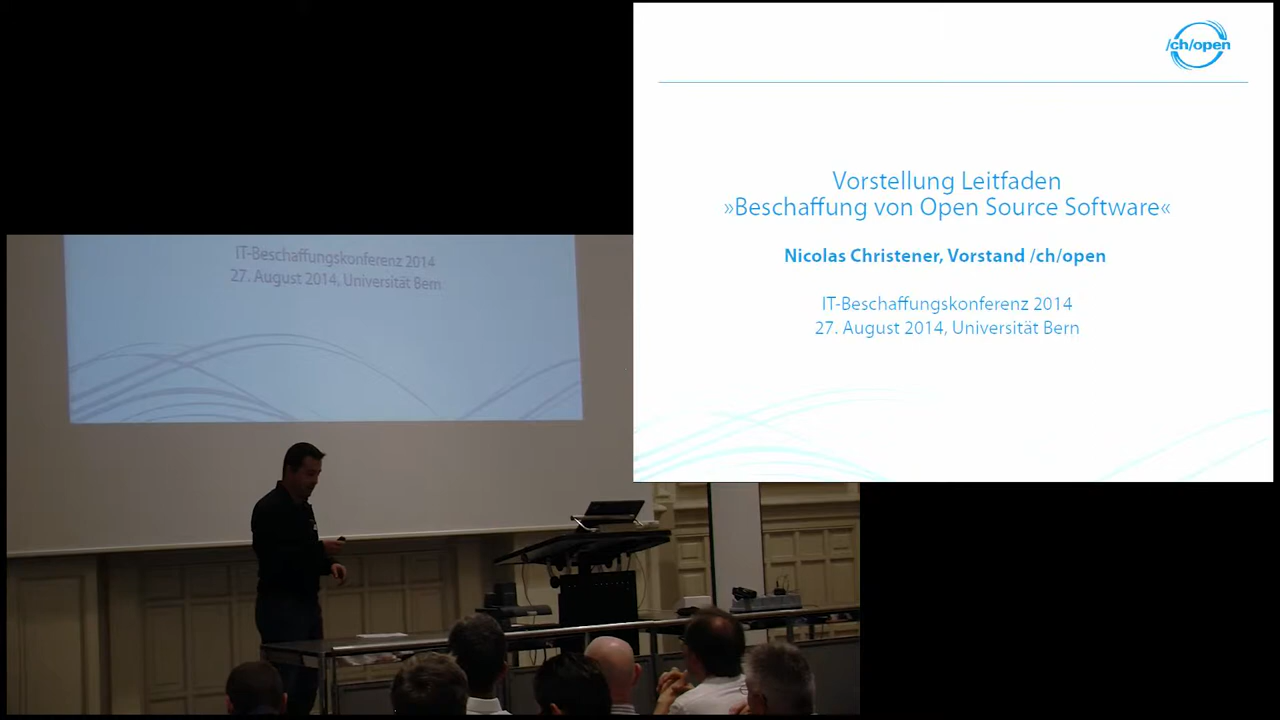 /ch/open
Vorstellung Leitfaden
»Beschaffung von Open Source Software«
Nicolas Christener, Vorstand /ch/open
IT-Beschaffungskonferenz 2014
27. August 2014, Universität Bern
IT-Beschaffungskonferenz 2014
27. August 2014, Universität Bern